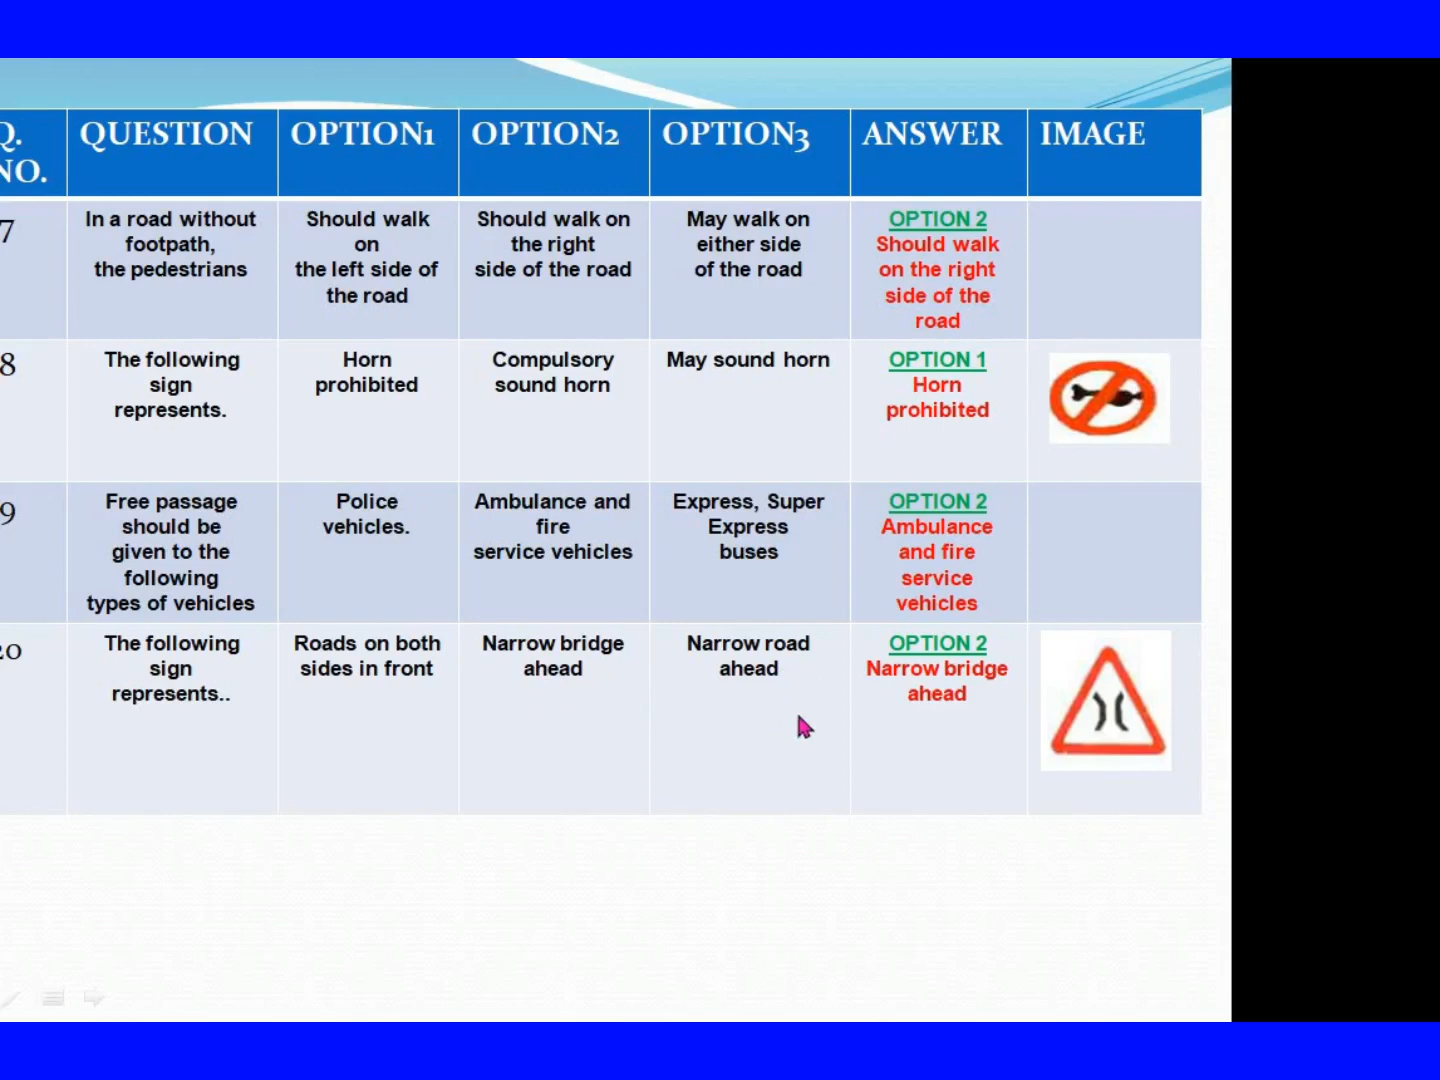 Q.
NO.
QUESTION
OPTION1
OPTION2
OPTION3
ANSWER
IMAGE
7
In a road without
footpath,
the pedestrians
Should walk
on
the left side of
the road
Should walk on
the right
side of the road
May walk on
either side
of the road
OPTION 2
Should walk
on the right
side of the
road
8
The following
sign
represents.
Horn
prohibited
Compulsory
sound horn
May sound horn
OPTION 1
Horn
prohibited
9
Free passage
should be
given to the
following
types of vehicles
Police
vehicles.
Ambulance and
fire
service vehicles
Express, Super
Express
buses
OPTION 2
Ambulance
and fire
service
vehicles
20
The following
sign
represents..
Roads on both
sides in front
Narrow bridge
ahead
Narrow road
ahead
OPTION 2
Narrow bridge
ahead